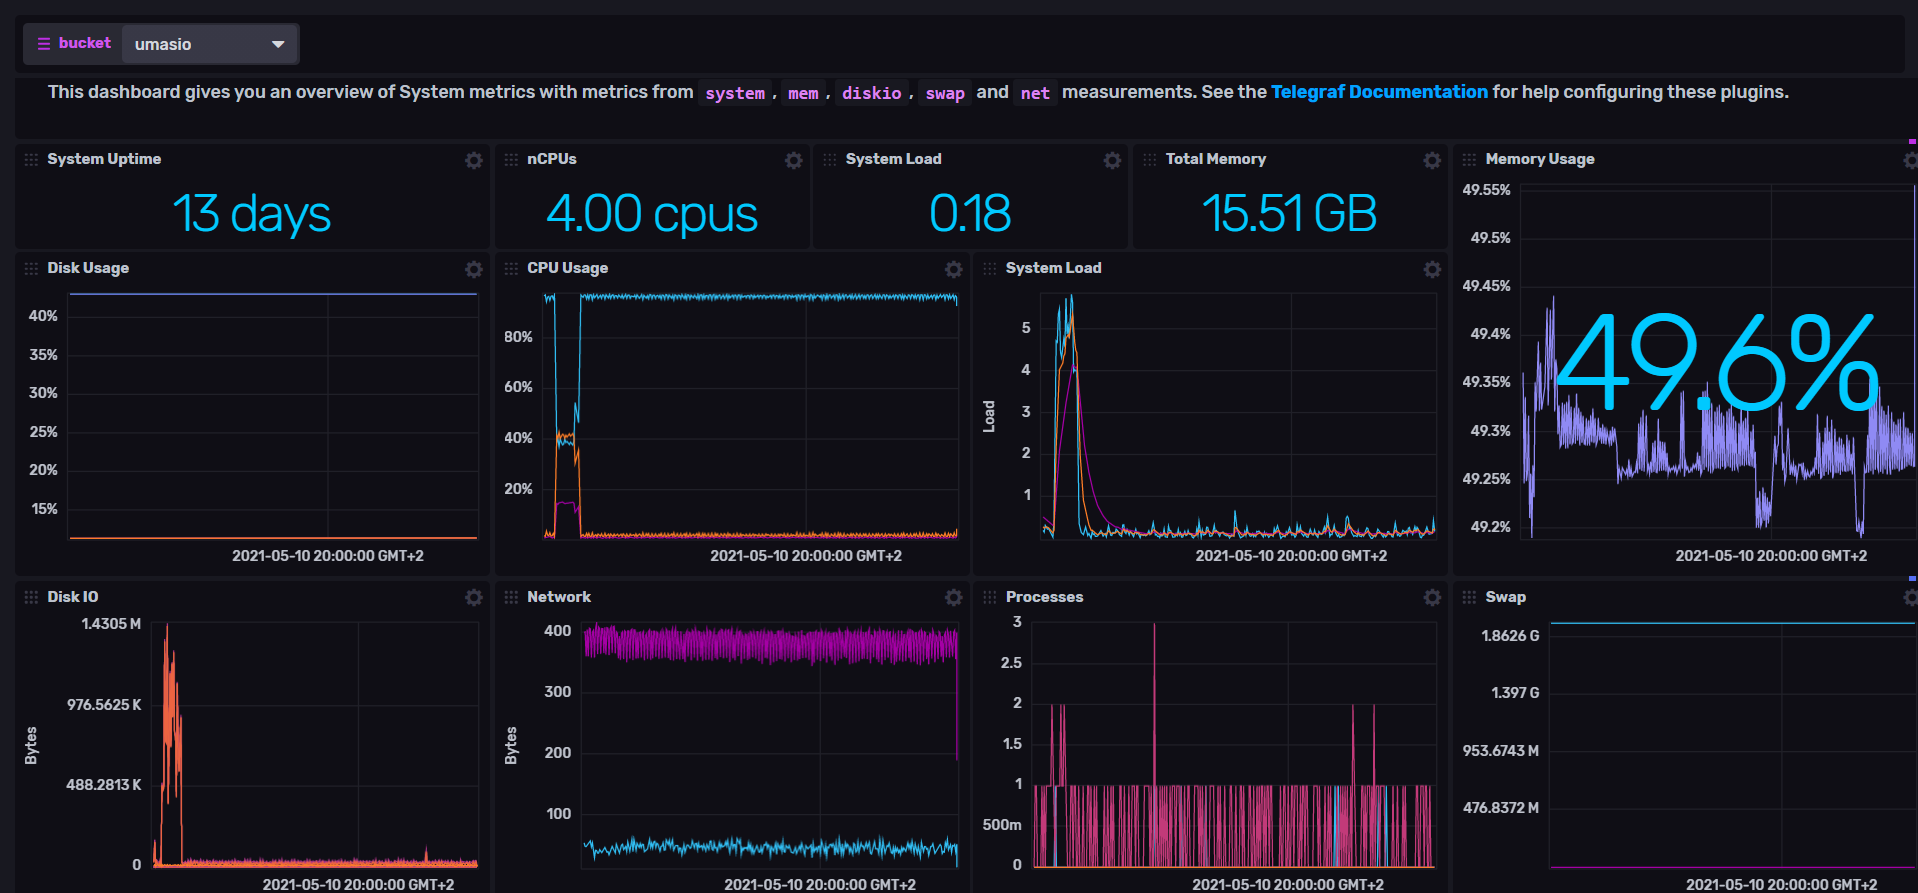 bucket umasio
This dashboard gives you an overview of System metrics with metrics from system, mem, diskio, swap and net measurements. See the Telegraf Documentation for help configuring these plugins.
System Uptime
13 days
nCPUs
4.00 cpus
System Load
0.18
Total Memory
15.51 GB
Memory Usage
49.55%
49.5%
49.45%
49.4%
49.35%
49.3%
49.25%
49.2%
49.6%
2021-05-10 20:00:00 GMT+2
Disk Usage
40%
35%
30%
25%
20%
15%
2021-05-10 20:00:00 GMT+2
CPU Usage
80%
60%
40%
20%
2021-05-10 20:00:00 GMT+2
System Load
Load
5
4
3
2
1
2021-05-10 20:00:00 GMT+2
Disk IO
Bytes
1.4305 M
976.5625 K
488.2813 K
0
2021-05-10 20:00:00 GMT+2
Network
Bytes
400
300
200
100
2021-05-10 20:00:00 GMT+2
Processes
3
2.5
2
1.5
1
500m
0
2021-05-10 20:00:00 GMT+2
Swap
1.8626 G
1.397 G
953.6743 M
476.8372 M
2021-05-10 20:00:00 GMT+2